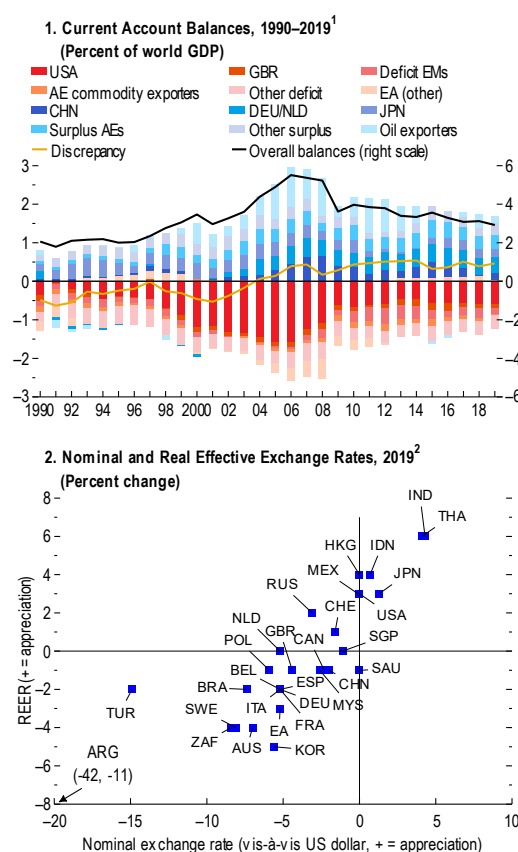 1. Current Account Balances, 1990–2019¹
(Percent of world GDP)
USA GBR Deficit EMs
AE commodity exporters Other deficit EA (other)
CHN DEU/NLD JPN
Surplus AEs Other surplus Oil exporters
Discrepancy Overall balances (right scale)
3 6
2 4
1 2
0 0
–1 –2
–2 –4
–3 –6
1990 92 94 96 98 2000 02 04 06 08 10 12 14 16 18
2. Nominal and Real Effective Exchange Rates, 2019²
(Percent change)
REER (+ = appreciation)
8
IND
THA
6
HKG IDN
4
MEX JPN
RUS CHE USA
2
NLD GBR CAN SGP
0
POL
BEL ESP CHN SAU
–2
BRA ITA DEU MYS
TUR SWE EA FRA
–4
ZAF AUS KOR
ARG
(-42, -11)
–6
–8
–20 –15 –10 –5 0 5 10
Nominal exchange rate (vis-à-vis US dollar, + = appreciation)